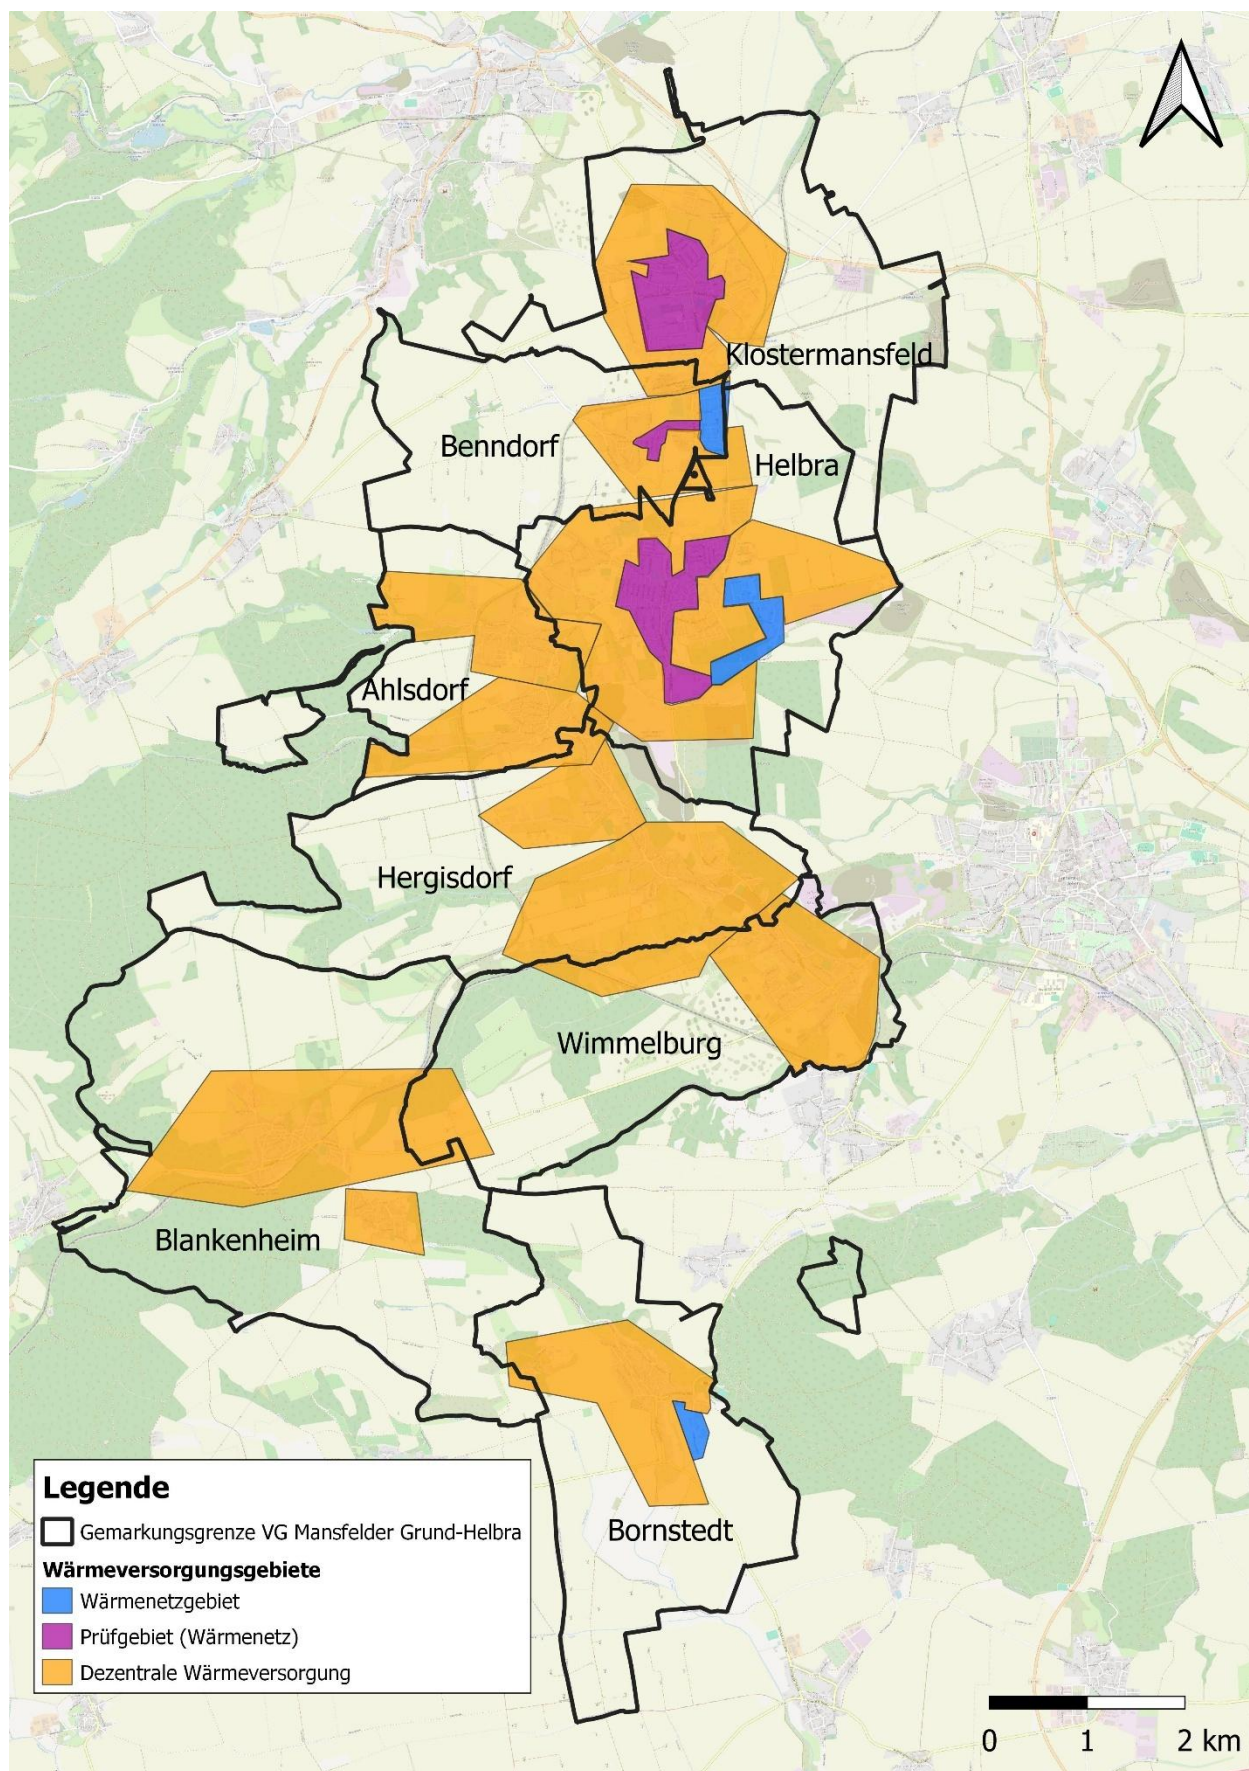 Klostermansfeld
Benndorf
Helbra
Ahlsdorf
Hergisdorf
Wimmelburg
Blankenheim
Bornstedt
Legende
Gemarkungsgrenze VG Mansfelder Grund-Helbra
Wärmeversorgungsgebiete
Wärmenetzgebiet
Prüfgebiet (Wärmenetz)
Dezentrale Wärmeversorgung
0 1 2 km